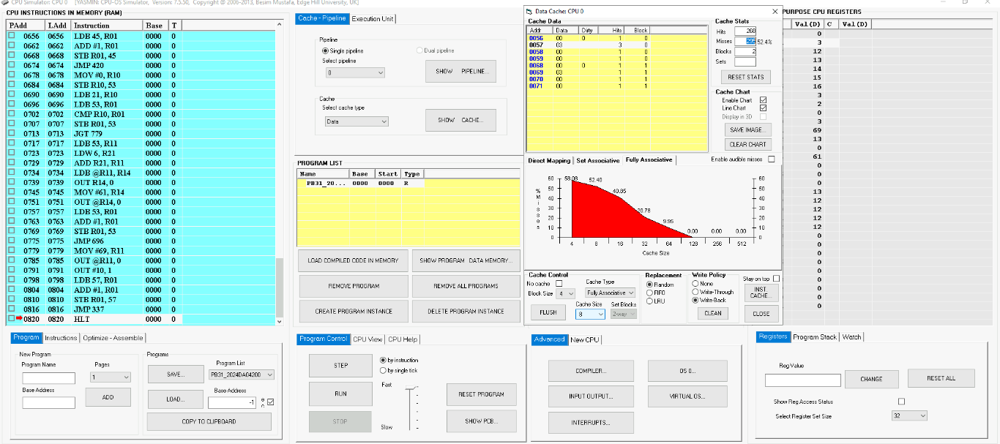 CPU Simulator: CPU 0 [YASMIN: CPU-OS Simulator, Version: 7.5.50, Copyright @ 2006-2013, Besim Mustafa, Edge Hill University, UK]
CPU INSTRUCTIONS IN MEMORY (RAM)
PAdd LAdd Instruction Base T
0656 0656 LDB 45, R01 0000 0
0662 0662 ADD #1, R01 0000 0
0668 0668 STB R01, 45 0000 0
0674 0674 JMP 420 0000 0
0678 0678 MOV #0, R10 0000 0
0684 0684 STB R10, 53 0000 0
0690 0690 LDB 21, R10 0000 0
0696 0696 LDB 53, R01 0000 0
0702 0702 CMP R10, R01 0000 0
0707 0707 STB R01, 53 0000 0
0713 0713 JGT 779 0000 0
0717 0717 LDB 53, R11 0000 0
0723 0723 LDW 6, R21 0000 0
0729 0729 ADD R21, R11 0000 0
0734 0734 LDB @R11, R14 0000 0
0739 0739 OUT R14, 0 0000 0
0745 0745 MOV #61, R14 0000 0
0751 0751 OUT @R14, 0 0000 0
0757 0757 LDB 53, R01 0000 0
0763 0763 ADD #1, R01 0000 0
0769 0769 STB R01, 53 0000 0
0775 0775 JMP 696 0000 0
0779 0779 MOV #69, R11 0000 0
0785 0785 OUT @R11, 0 0000 0
0791 0791 OUT #10, 1 0000 0
0798 0798 LDB 57, R01 0000 0
0804 0804 ADD #1, R01 0000 0
0810 0810 STB R01, 57 0000 0
0816 0816 JMP 337 0000 0
0820 0820 HLT 0000 0
Program Instructions Optimize - Assemble
New Program
Program Name Pages
1
Base Address
ADD
Programs
SAVE... Program List
PB31_2024DA04200
LOAD... Base Address
-1
COPY TO CLIPBOARD
Cache - Pipeline Execution Unit
Pipeline
Single pipeline Dual pipeline
Select pipeline
0 SHOW PIPELINE...
Cache
Select cache type
Data SHOW CACHE...
PROGRAM LIST
Name Base Start Type
PB31_20... 0000 0000 R
LOAD COMPILED CODE IN MEMORY SHOW PROGRAM DATA MEMORY...
REMOVE PROGRAM REMOVE ALL PROGRAMS
CREATE PROGRAM INSTANCE DELETE PROGRAM INSTANCE
Program Control CPU View CPU Help
STEP by instruction
by single tick
RUN Fast RESET PROGRAM
STOP Slow SHOW PCB...
Data Cache: CPU 0
Cache Data
Addr Data Dirty Hits Block
0056 00 0 1 0
0057 03 3 0
0058 00 1 0
0059 00 1 0
0068 00 0 1 1
0069 03 1 1
0070 00 1 1
0071 00 1 1
Cache Stats
Hits 268
Misses 295 52.4%
Blocks 2
Sets
RESET STATS
Cache Chart
Enable Chart
Line Chart
Display in 3D
SAVE IMAGE...
CLEAR CHART
Direct Mapping Set Associative Fully Associative Enable audible misses
% Misses
60 50 40 30 20 10 0
58.08 52.40 40.85 20.78 9.95 0.00 0.00 0.00
60 50 40 30 20 10 0
4 8 16 32 64 128 256 512
Cache Size
Cache Control
No cache Cache Type
Block Size 4 Fully Associative
FLUSH Cache Size Set Blocks
8 2-way
Replacement
Random
FIFO
LRU
Write Policy
None
Write-Through
Write-Back
CLEAN
Stay on top
INST. CACHE...
CLOSE
Advanced New CPU
COMPILER... OS 0...
INPUT OUTPUT... VIRTUAL OS...
INTERRUPTS...
PURPOSE CPU REGISTERS
Val (D) C Val (D)
0
3
12
13
14
15
16
3
2
0
3
69
13
0
61
0
0
0
13
12
12
12
12
0
0
0
0
0
0
Registers Program Stack Watch
Reg Value
CHANGE RESET ALL
Show Reg Access Status
Select Register Set Size 32